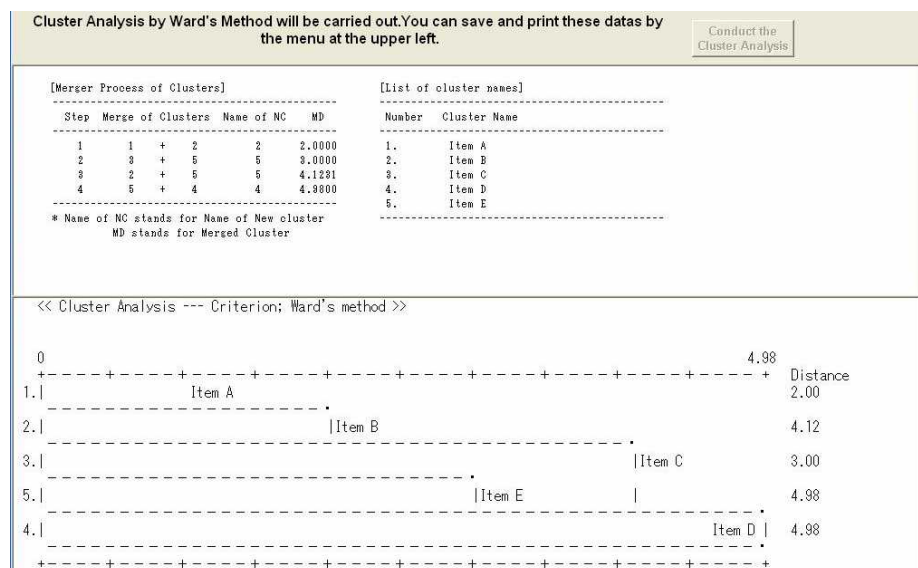 Cluster Analysis by Ward's Method will be carried out.You can save and print these datas by
the menu at the upper left.
Conduct the
Cluster Analysis
[Merger Process of Clusters]
Step Merge of Clusters Name of NC MD
1 1 + 2 2 2.0000
2 3 + 5 5 3.0000
3 2 + 5 5 4.1231
4 5 + 4 4 4.9800
* Name of NC stands for Name of New cluster
MD stands for Merged Cluster
[List of cluster names]
Number Cluster Name
1. Item A
2. Item B
3. Item C
4. Item D
5. Item E
<< Cluster Analysis --- Criterion; Ward's method >>
0 4.98
Distance
1.| Item A 2.00
2.| |Item B 4.12
3.| |Item C 3.00
5.| |Item E | 4.98
4.| Item D | 4.98